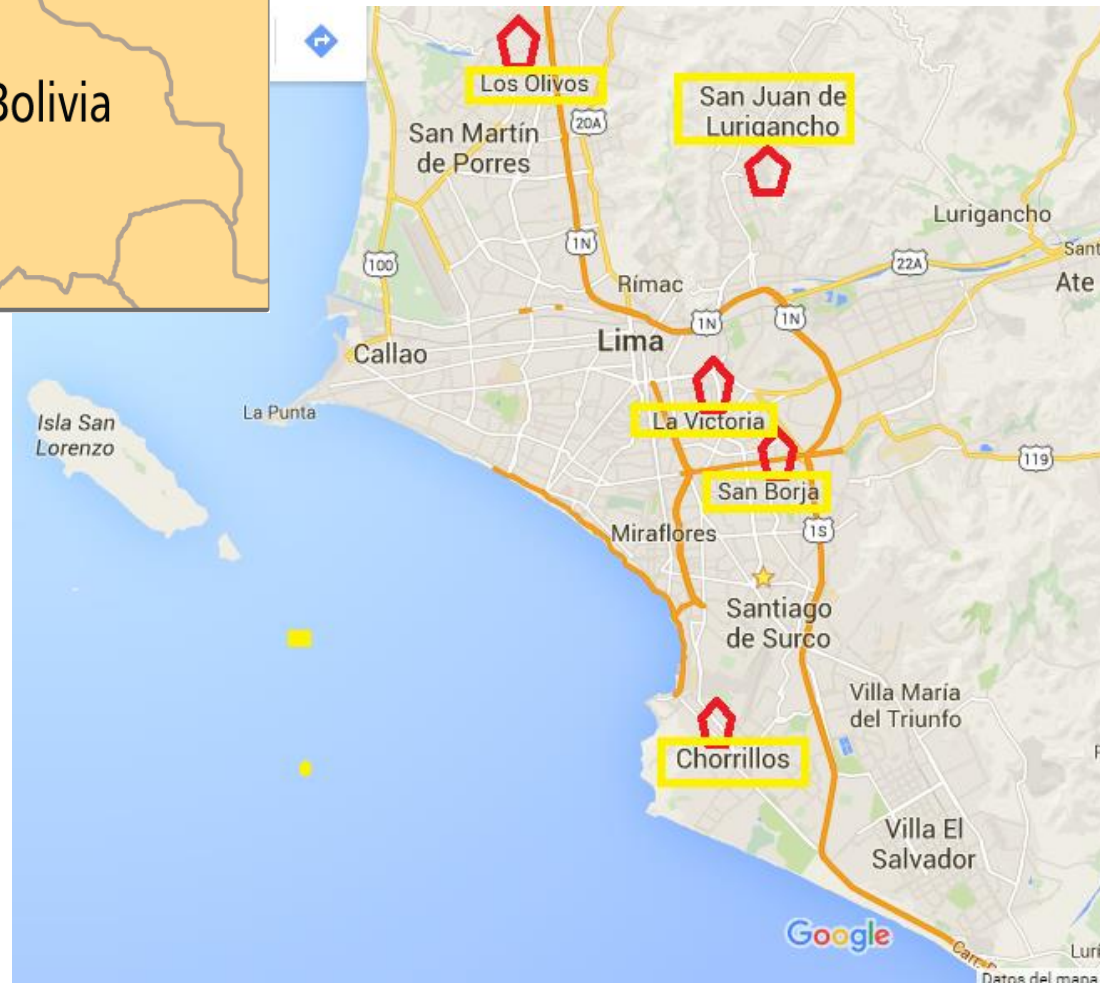 Bolivia
Los Olivos
San Juan de
Lurigancho
20A
San Martín
de Porres
Lurigancho
1N
100
22A
Sant
Ate
Rímac
1N
1N
Lima
Callao
La Punta
Isla San
Lorenzo
La Victoria
119
San Borja
Miraflores
1S
Santiago
de Surco
Villa María
del Triunfo
Chorrillos
Villa El
Salvador
Google
Lurí
Datos del mapa